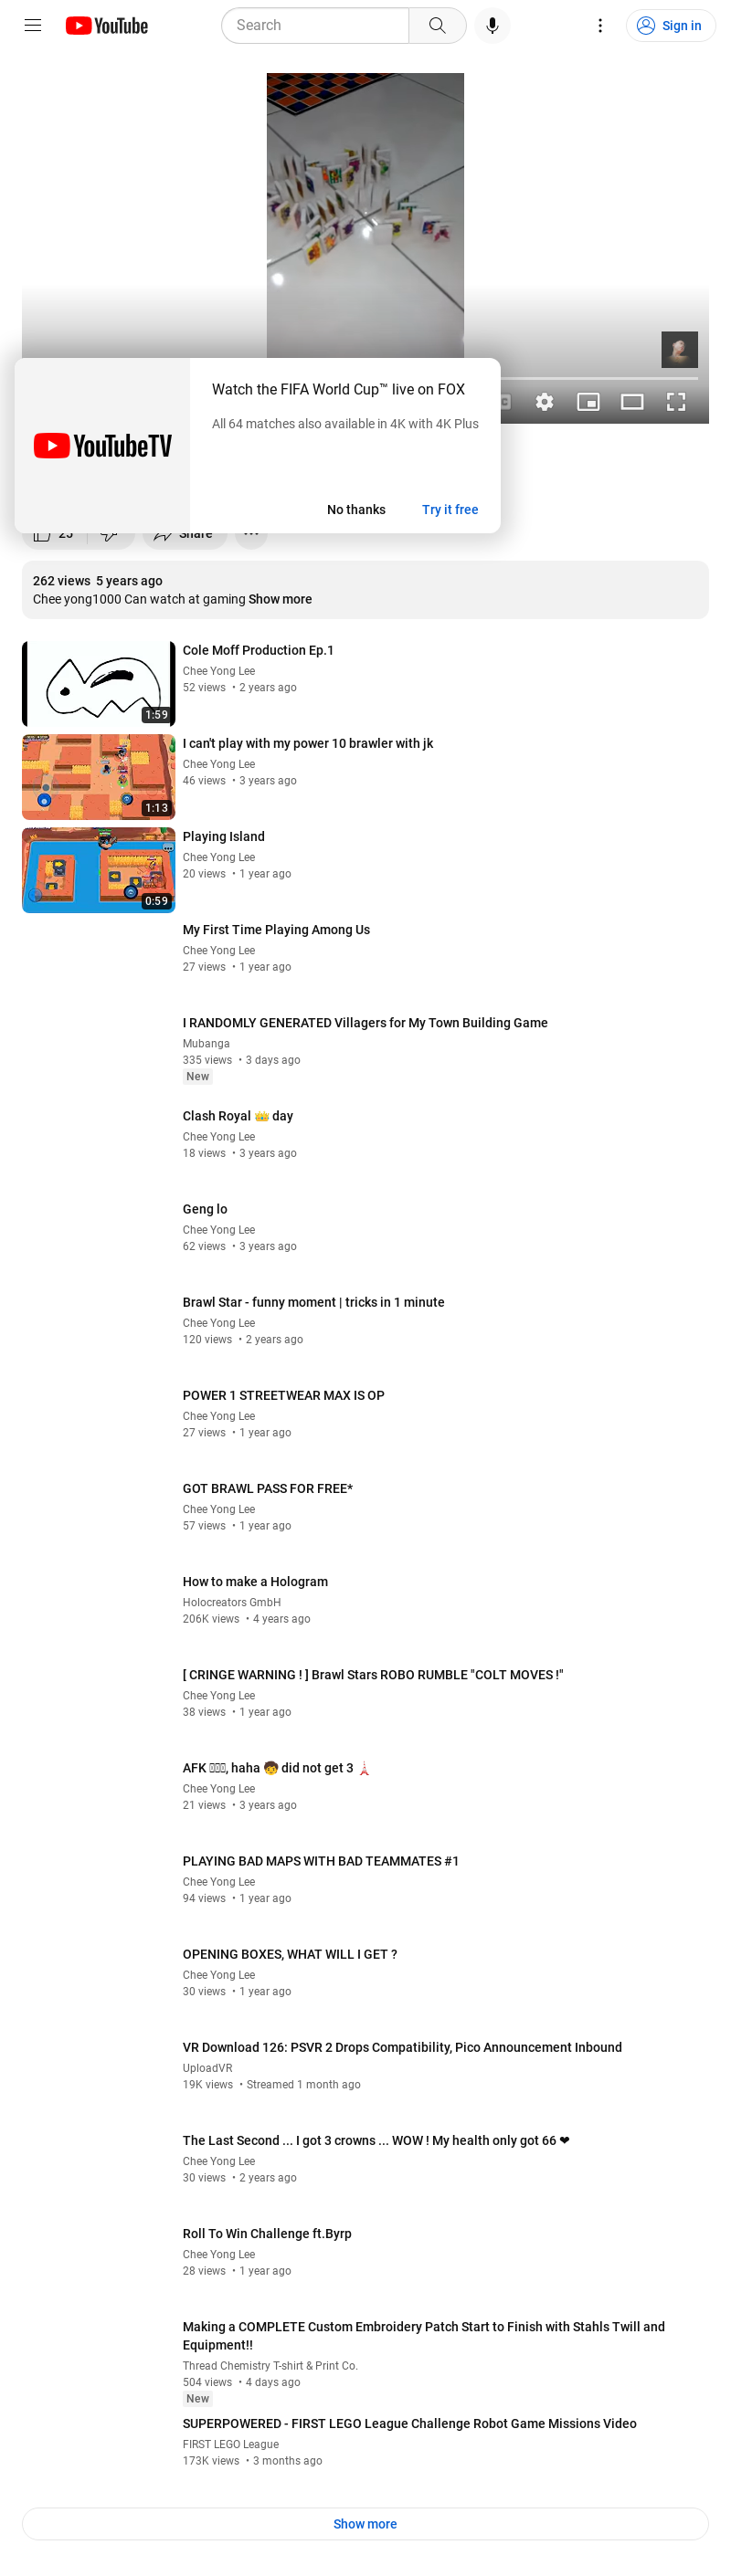 YouTube
Search
Sign in
Watch the FIFA World Cup™ live on FOX
All 64 matches also available in 4K with 4K Plus
YouTubeTV
No thanks
Try it free
25
Share
262 views 5 years ago
Chee yong1000 Can watch at gaming Show more
Cole Moff Production Ep.1
Chee Yong Lee
52 views • 2 years ago
1:59
I can't play with my power 10 brawler with jk
Chee Yong Lee
46 views • 3 years ago
1:13
Playing Island
Chee Yong Lee
20 views • 1 year ago
0:59
My First Time Playing Among Us
Chee Yong Lee
27 views • 1 year ago
I RANDOMLY GENERATED Villagers for My Town Building Game
Mubanga
335 views • 3 days ago
New
Clash Royal 👑 day
Chee Yong Lee
18 views • 3 years ago
Geng lo
Chee Yong Lee
62 views • 3 years ago
Brawl Star - funny moment | tricks in 1 minute
Chee Yong Lee
120 views • 2 years ago
POWER 1 STREETWEAR MAX IS OP
Chee Yong Lee
27 views • 1 year ago
GOT BRAWL PASS FOR FREE*
Chee Yong Lee
57 views • 1 year ago
How to make a Hologram
Holocreators GmbH
206K views • 4 years ago
[ CRINGE WARNING ! ] Brawl Stars ROBO RUMBLE "COLT MOVES !"
Chee Yong Lee
38 views • 1 year ago
AFK , haha 🧒 did not get 3 🗼
Chee Yong Lee
21 views • 3 years ago
PLAYING BAD MAPS WITH BAD TEAMMATES #1
Chee Yong Lee
94 views • 1 year ago
OPENING BOXES, WHAT WILL I GET ?
Chee Yong Lee
30 views • 1 year ago
VR Download 126: PSVR 2 Drops Compatibility, Pico Announcement Inbound
UploadVR
19K views • Streamed 1 month ago
The Last Second ... I got 3 crowns ... WOW ! My health only got 66 ❤
Chee Yong Lee
30 views • 2 years ago
Roll To Win Challenge ft.Byrp
Chee Yong Lee
28 views • 1 year ago
Making a COMPLETE Custom Embroidery Patch Start to Finish with Stahls Twill and
Equipment!!
Thread Chemistry T-shirt & Print Co.
504 views • 4 days ago
New
SUPERPOWERED - FIRST LEGO League Challenge Robot Game Missions Video
FIRST LEGO League
173K views • 3 months ago
Show more